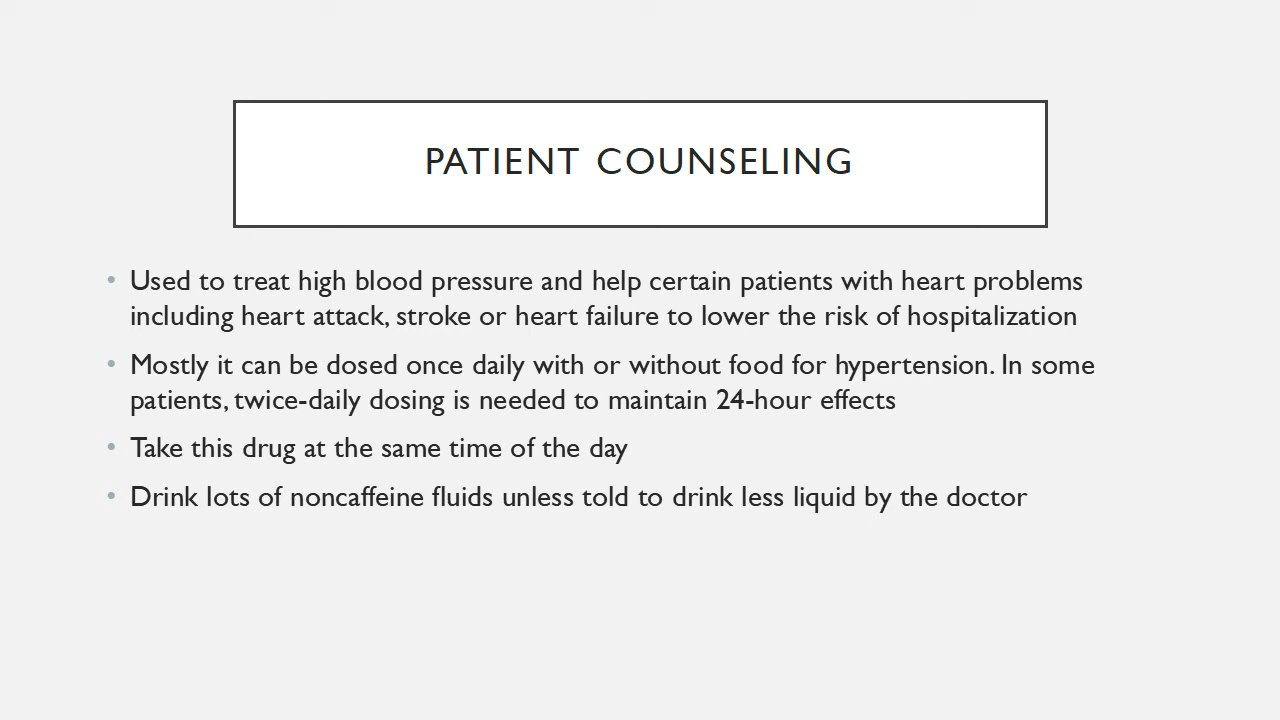 PATIENT COUNSELING
• Used to treat high blood pressure and help certain patients with heart problems
including heart attack, stroke or heart failure to lower the risk of hospitalization
• Mostly it can be dosed once daily with or without food for hypertension. In some
patients, twice-daily dosing is needed to maintain 24-hour effects
• Take this drug at the same time of the day
• Drink lots of noncaffeine fluids unless told to drink less liquid by the doctor